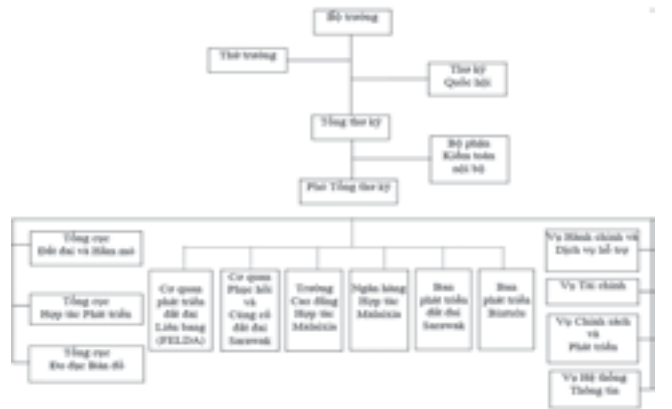 Bộ trưởng
Thứ trưởng
Thư ký
Quốc hội
Tổng thư ký
Bộ phận
Kiểm toán
nội bộ
Phó Tổng thư ký
Tổng cục
Đất đai và Hầm mỏ
Tổng cục
Hợp tác Phát triển
Tổng cục
Đo đạc Bản đồ
Cơ quan
phát triển
đất đai
Liên bang
(FELDA)
Cơ quan
Phục hồi
và
Củng cố
đất đai
Sarawak
Trường
Cao đẳng
Hợp tác
Malaixia
Ngân hàng
Hợp tác
Malaixia
Ban
phát triển
đất đai
Sarawak
Ban
phát triển
Vụ Hành chính và
Dịch vụ hỗ trợ
Vụ Tài chính
Vụ Chính sách
và
Phát triển
Vụ Hệ thống
Thông tin